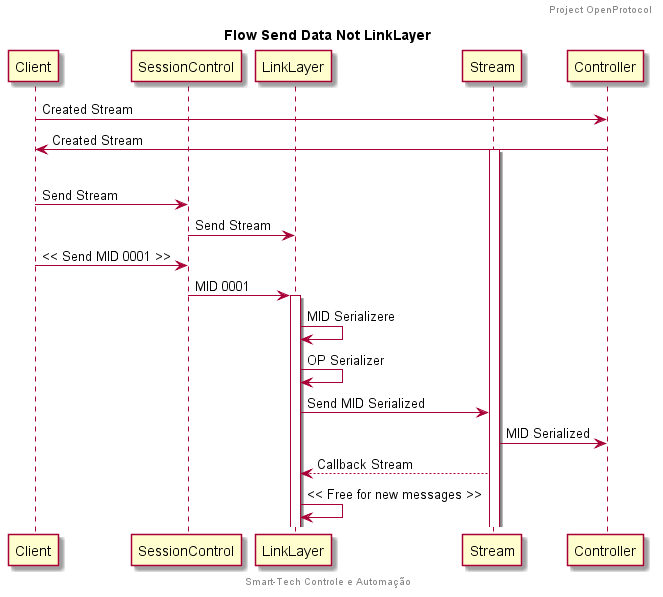 Project OpenProtocol
Flow Send Data Not LinkLayer
Client SessionControl LinkLayer Stream Controller
Created Stream
Created Stream
Send Stream
Send Stream
<< Send MID 0001 >>
MID 0001
MID Serializere
OP Serializer
Send MID Serialized
MID Serialized
Callback Stream
<< Free for new messages >>
Client SessionControl LinkLayer Stream Controller
Smart-Tech Controle e Automação